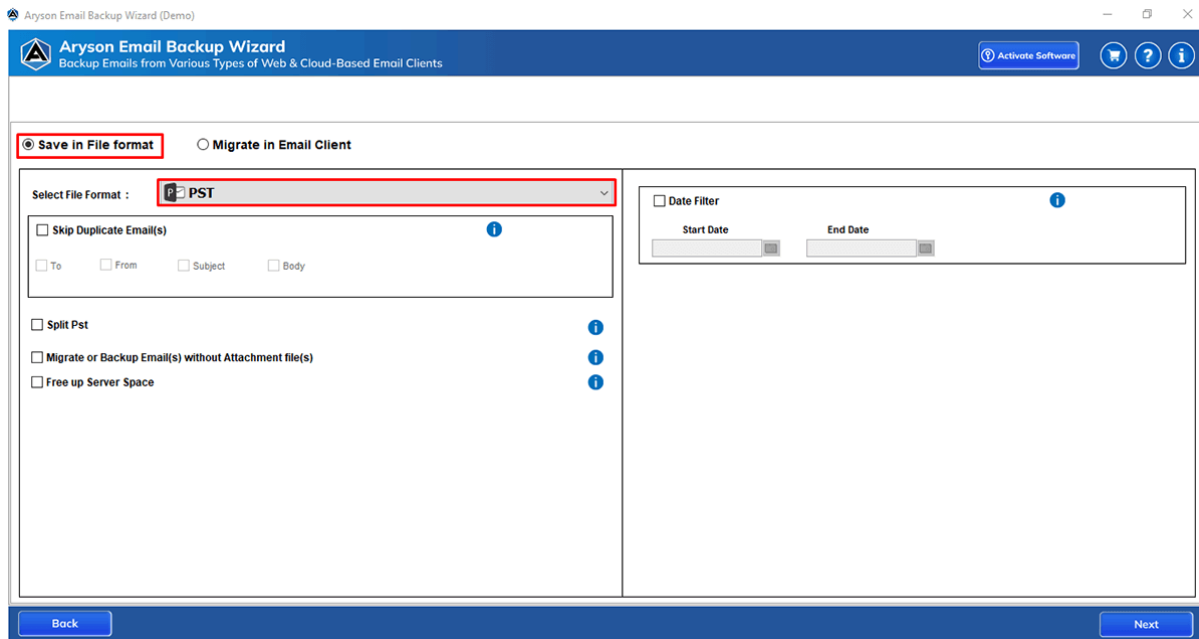 Aryson Email Backup Wizard (Demo)
Aryson Email Backup Wizard
Backup Emails from Various Types of Web & Cloud-Based Email Clients
Activate Software
Save in File format
Migrate in Email Client
Select File Format :
PST
Skip Duplicate Email(s)
To From Subject Body
Split Pst
Migrate or Backup Email(s) without Attachment file(s)
Free up Server Space
Date Filter
Start Date End Date
Back
Next